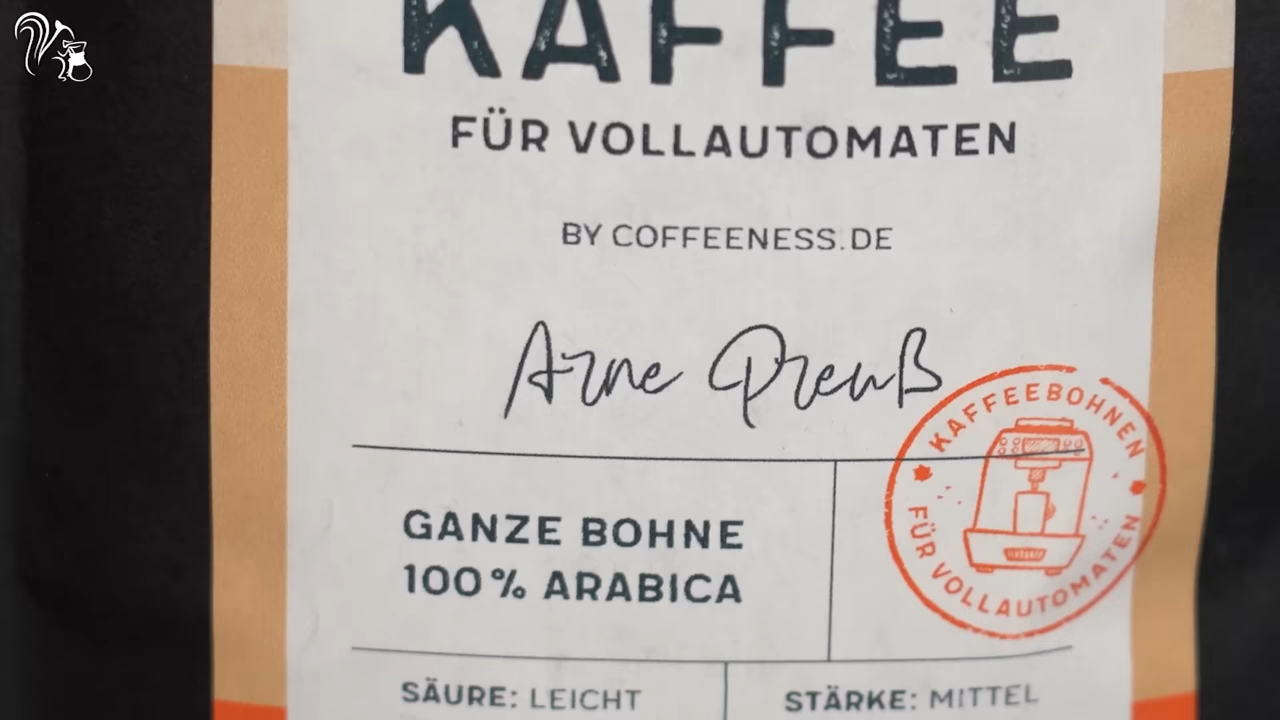 KAFFEE
FÜR VOLLAUTOMATEN
BY COFFEENESS.DE
Arne Preuß
KAFFEEBOHNEN
FÜR VOLLAUTOMATEN
GANZE BOHNE
100% ARABICA
SÄURE: LEICHT
STÄRKE: MITTEL